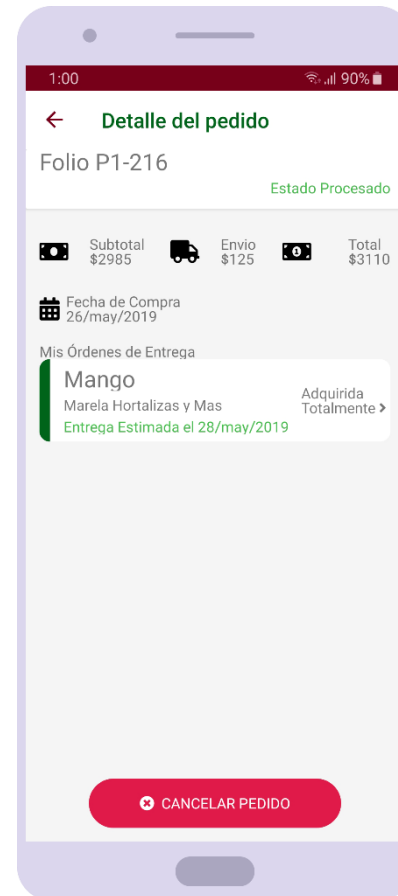 1:00 90%
Detalle del pedido
Folio P1-216
Estado Procesado
Subtotal Envio Total
$2985 $125 $3110
Fecha de Compra
26/may/2019
Mis Órdenes de Entrega
Mango
Marela Hortalizas y Mas
Adquirida
Totalmente
Entrega Estimada el 28/may/2019
CANCELAR PEDIDO